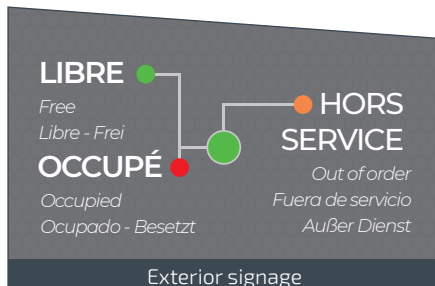 LIBRE
Free
Libre - Frei
OCCUPÉ
Occupied
Ocupado - Besetzt
HORS
SERVICE
Out of order
Fuera de servicio
Außer Dienst
Exterior signage